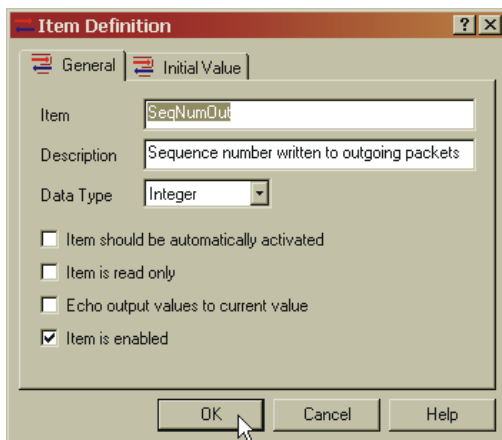 Item Definition
General
Initial Value
Item
SeqNumOut
Description
Sequence number written to outgoing packets
Data Type
Integer
Item should be automatically activated
Item is read only
Echo output values to current value
Item is enabled
OK
Cancel
Help